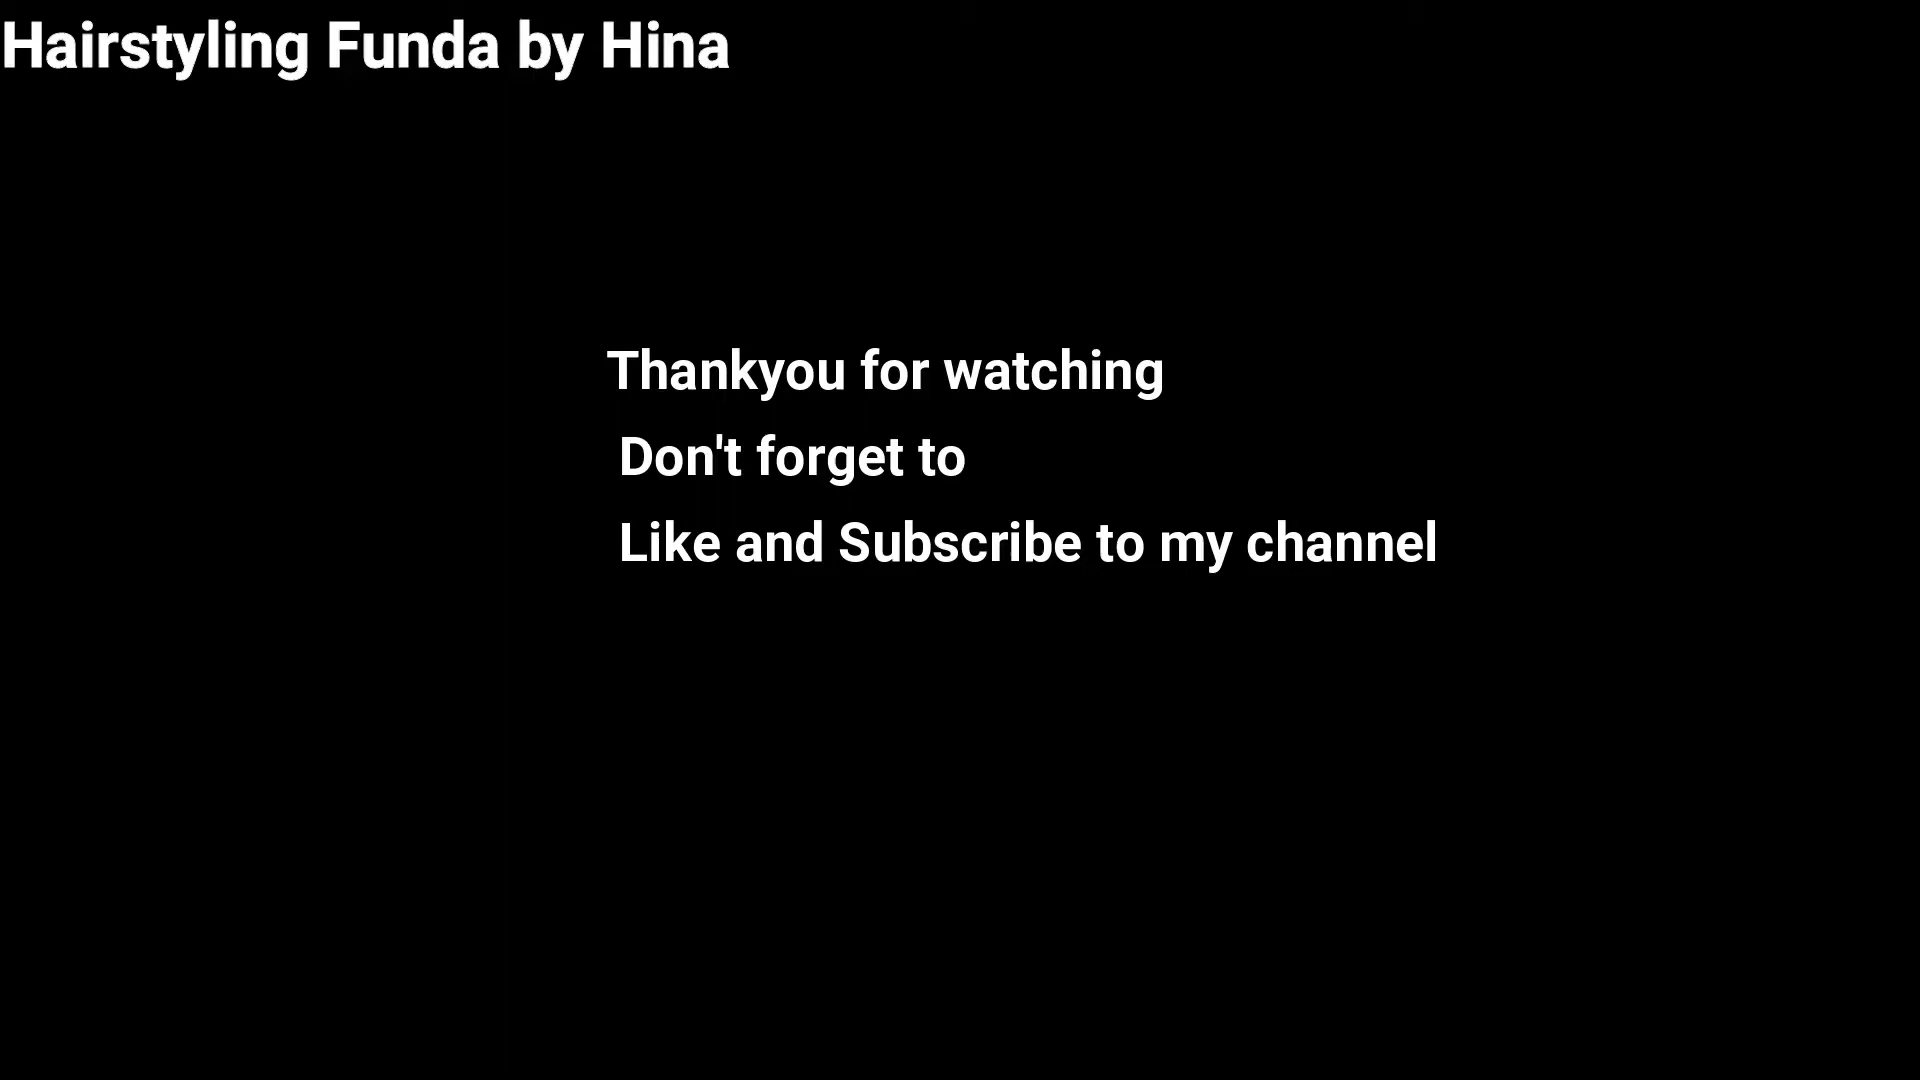 Hairstyling Funda by Hina
Thankyou for watching
Don't forget to
Like and Subscribe to my channel